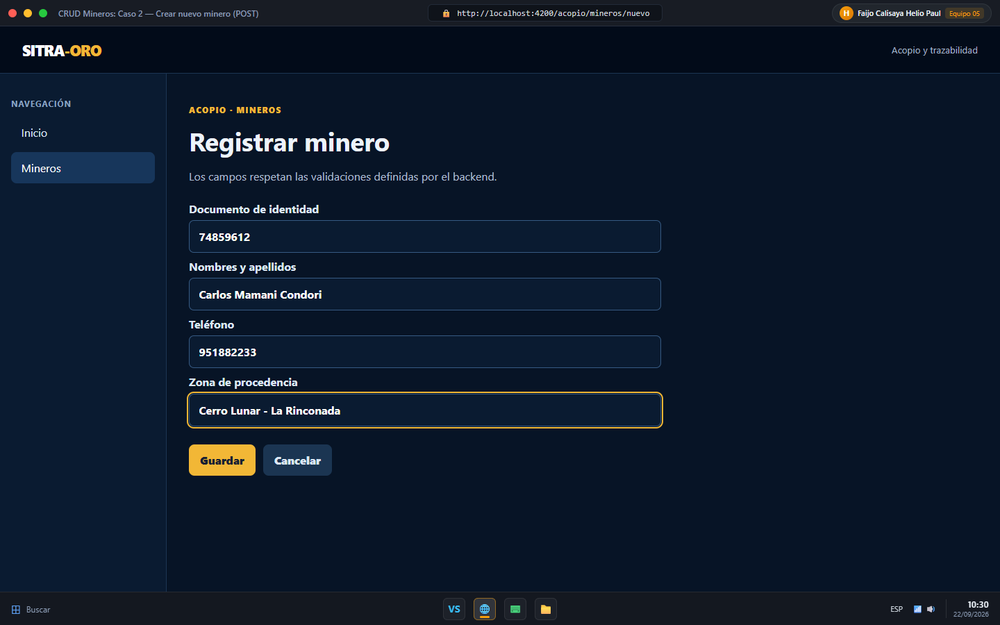 CRUD Mineros: Caso 2 — Crear nuevo minero (POST)
http://localhost:4200/acopio/mineros/nuevo
H Faijo Calisaya Helio Paul Equipo 05
SITRA-ORO
Acopio y trazabilidad
NAVEGACIÓN
Inicio
Mineros
ACOPIO · MINEROS
Registrar minero
Los campos respetan las validaciones definidas por el backend.
Documento de identidad
74859612
Nombres y apellidos
Carlos Mamani Condori
Teléfono
951882233
Zona de procedencia
Cerro Lunar - La Rinconada
Guardar Cancelar
Buscar
VS
ESP
10:30
22/09/2026